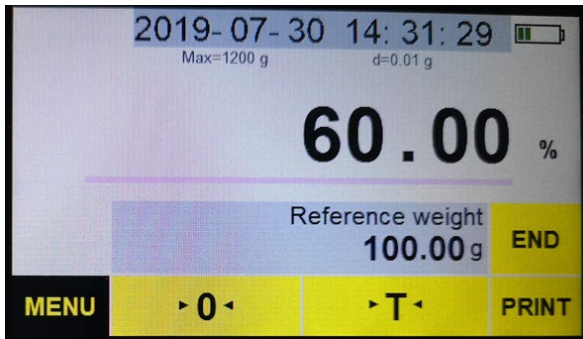 2019-07-30 14:31:29
Max=1200 g d=0.01 g
60.00 %
Reference weight
100.00 g
END
MENU ►0◄ ►T◄ PRINT